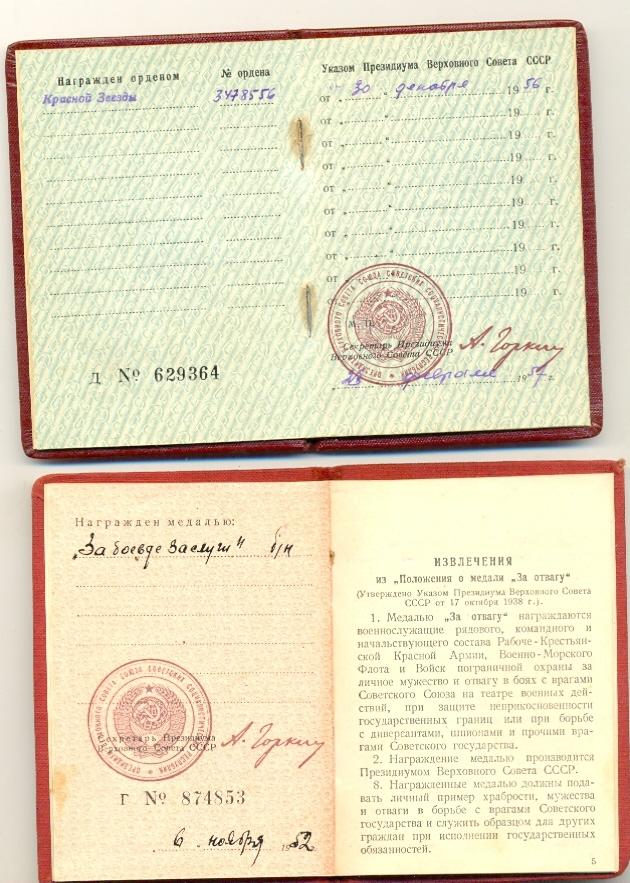 Награжден орденом
№ ордена
Красной Звезды
3478556
Указом Президиума Верховного Совета СССР
от „ 30 " декабря 1956 г.
от „ " 19 г.
от „ " 19 г.
от „ " 19 г.
от „ " 19 г.
от „ " 19 г.
от „ " 19 г.
от „ " 19 г.
от „ " 19 г.
от 19 г.
М. П.
Секретарь Президиума
Верховного Совета СССР
А. Горкин
февраля 1957 г.
Д № 629364
Награжден медалью:
„За боевые Заслуги" б/н
Секретарь Президиума
Верховного Совета СССР
А. Горкин
Г № 874853
6 ноября 1952
ИЗВЛЕЧЕНИЯ
из „Положения о медали „За отвагу"
(Утверждено Указом Президиума Верховного Совета
СССР от 17 октября 1938 г.).
1. Медалью „За отвагу" награждаются
военнослужащие рядового, командного и
начальствующего состава Рабоче-Крестьян-
ской Красной Армии, Военно-Морского
Флота и Войск пограничной охраны за
личное мужество и отвагу в боях с врагами
Советского Союза на театре военных дей-
ствий, при защите неприкосновенности
государственных границ или при борьбе
с диверсантами, шпионами и прочими вра-
гами Советского государства.
2. Награждение медалью производится
Президиумом Верховного Совета СССР.
8. Награжденные медалью должны пода-
вать личный пример храбрости, мужества
и отваги в борьбе с врагами Советского
государства и служить образцом для других
граждан при исполнении государственных
обязанностей.
5